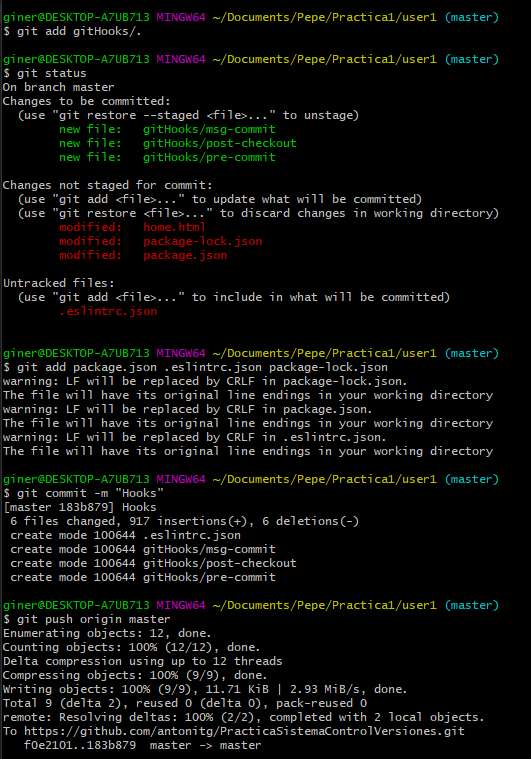 giner@DESKTOP-A7UB713 MINGW64 ~/Documents/Pepe/Practica1/user1 (master)
$ git add gitHooks/.

giner@DESKTOP-A7UB713 MINGW64 ~/Documents/Pepe/Practica1/user1 (master)
$ git status
On branch master
Changes to be committed:
  (use "git restore --staged <file>..." to unstage)
        new file:   gitHooks/msg-commit
        new file:   gitHooks/post-checkout
        new file:   gitHooks/pre-commit

Changes not staged for commit:
  (use "git add <file>..." to update what will be committed)
  (use "git restore <file>..." to discard changes in working directory)
        modified:   home.html
        modified:   package-lock.json
        modified:   package.json

Untracked files:
  (use "git add <file>..." to include in what will be committed)
        .eslintrc.json

giner@DESKTOP-A7UB713 MINGW64 ~/Documents/Pepe/Practica1/user1 (master)
$ git add package.json .eslintrc.json package-lock.json
warning: LF will be replaced by CRLF in package-lock.json.
The file will have its original line endings in your working directory
warning: LF will be replaced by CRLF in package.json.
The file will have its original line endings in your working directory
warning: LF will be replaced by CRLF in .eslintrc.json.
The file will have its original line endings in your working directory

giner@DESKTOP-A7UB713 MINGW64 ~/Documents/Pepe/Practica1/user1 (master)
$ git commit -m "Hooks"
[master 183b879] Hooks
 6 files changed, 917 insertions(+), 6 deletions(-)
 create mode 100644 .eslintrc.json
 create mode 100644 gitHooks/msg-commit
 create mode 100644 gitHooks/post-checkout
 create mode 100644 gitHooks/pre-commit

giner@DESKTOP-A7UB713 MINGW64 ~/Documents/Pepe/Practica1/user1 (master)
$ git push origin master
Enumerating objects: 12, done.
Counting objects: 100% (12/12), done.
Delta compression using up to 12 threads
Compressing objects: 100% (9/9), done.
Writing objects: 100% (9/9), 11.71 KiB | 2.93 MiB/s, done.
Total 9 (delta 2), reused 0 (delta 0), pack-reused 0
remote: Resolving deltas: 100% (2/2), completed with 2 local objects.
To https://github.com/antonitg/PracticaSistemaControlVersiones.git
   f0e2101..183b879  master -> master